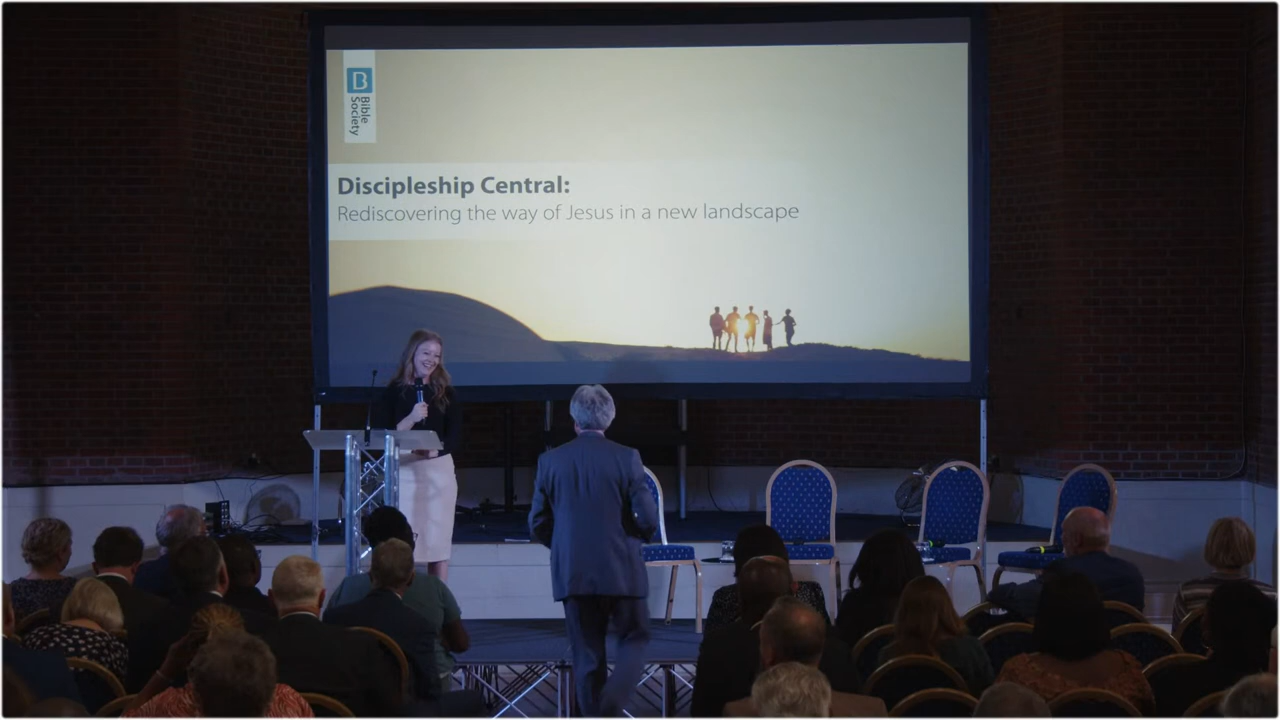 B
Bible
Society
Discipleship Central:
Rediscovering the way of Jesus in a new landscape